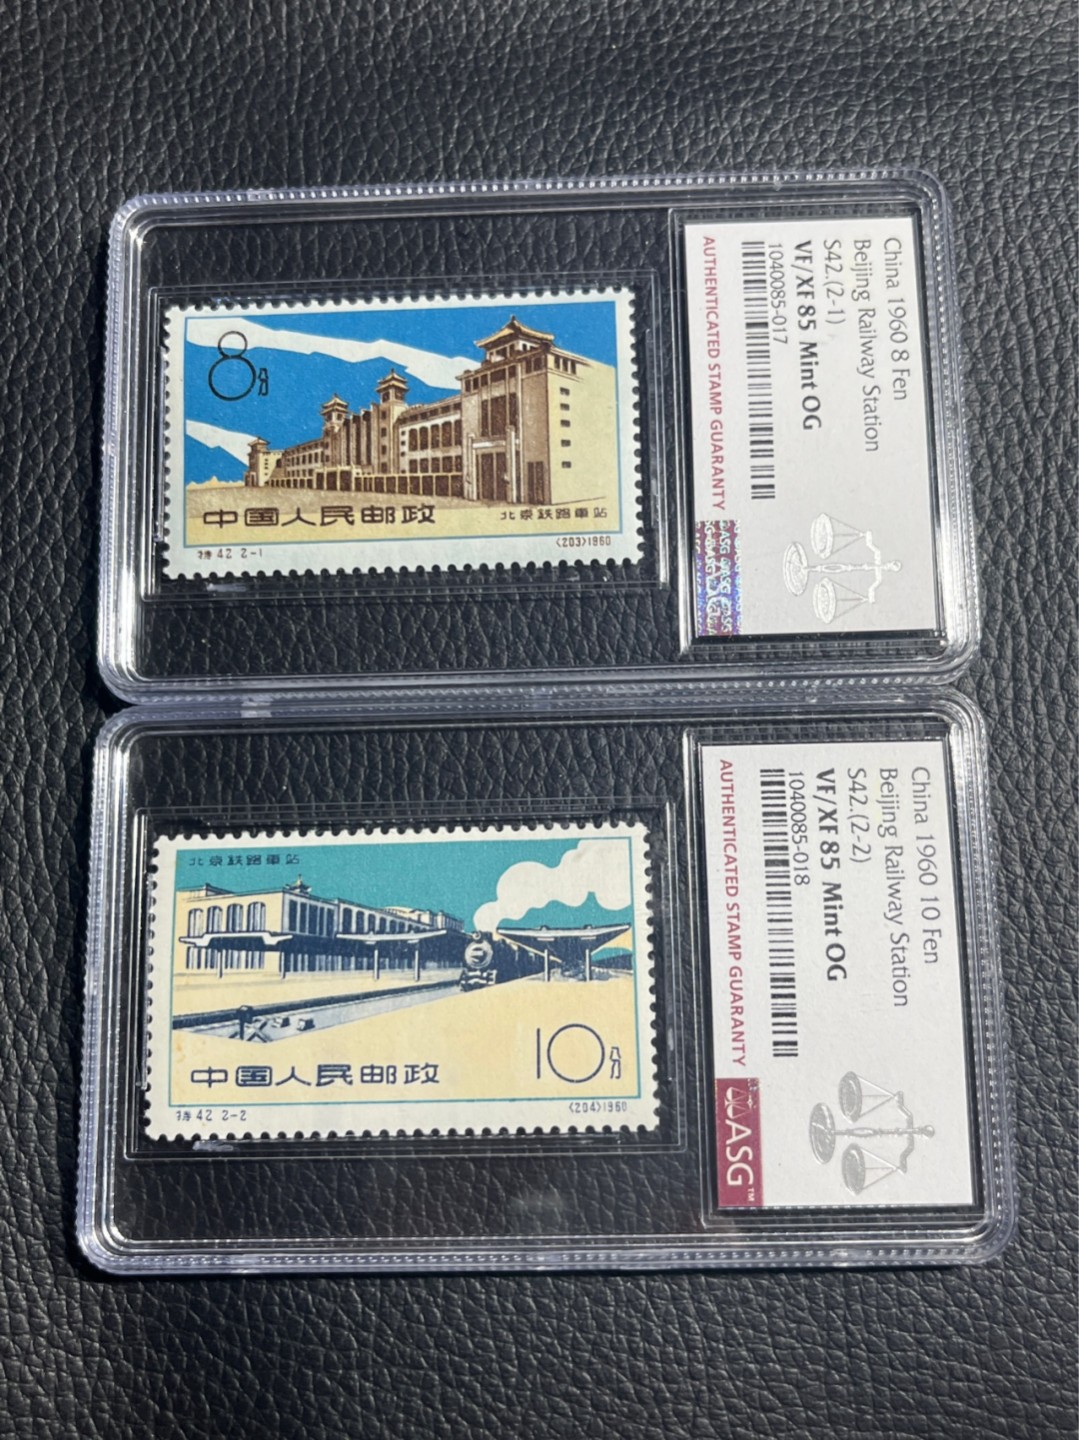 8分
中国人民邮政
北京铁路車站
特42 2-1
(203)1960
China 1960 8 Fen
Beijing Railway Station
S42.(2-1)
VF/XF 85 Mint OG
1040085-017
AUTHENTICATED STAMP GUARANTY
北京铁路車站
10分
中国人民邮政
特42 2-2
(204)1960
China 1960 10 Fen
Beijing Railway Station
S42.(2-2)
VF/XF 85 Mint OG
1040085-018
AUTHENTICATED STAMP GUARANTY
ASG™